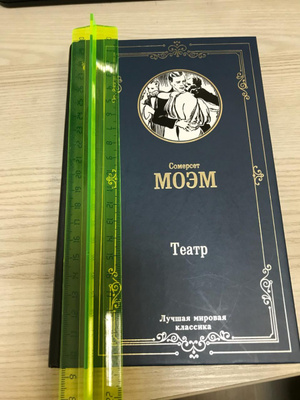 Сомерсет
МОЭМ
Театр
Лучшая мировая
классика